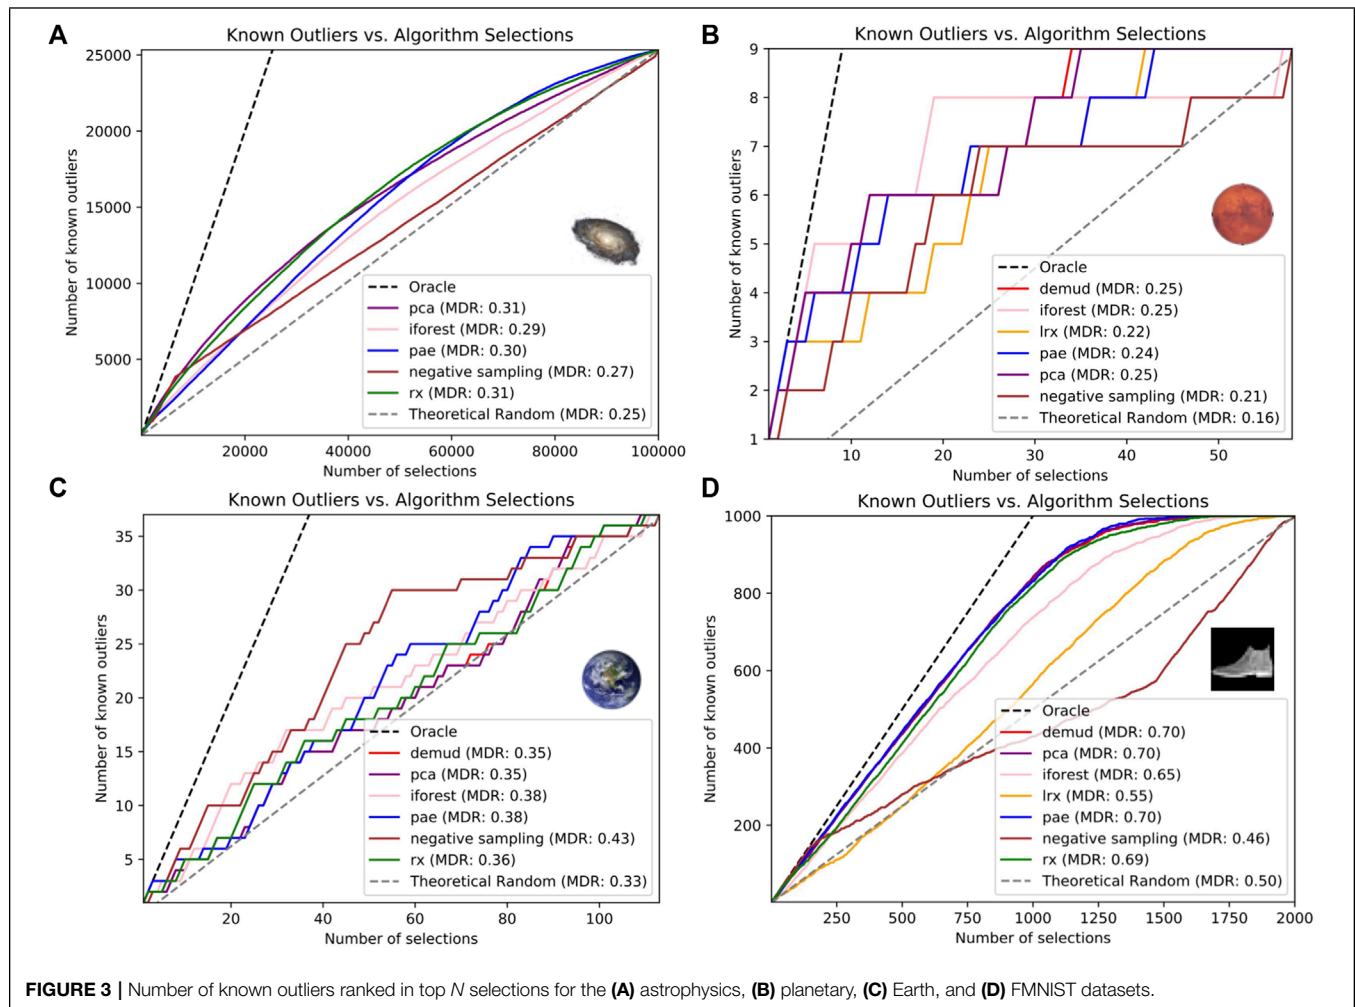 A
Known Outliers vs. Algorithm Selections
Number of known outliers
25000
20000
15000
10000
5000
Oracle
pca (MDR: 0.31)
iforest (MDR: 0.29)
pae (MDR: 0.30)
negative sampling (MDR: 0.27)
rx (MDR: 0.31)
Theoretical Random (MDR: 0.25)
20000 40000 60000 80000 100000
Number of selections
B
Known Outliers vs. Algorithm Selections
Number of known outliers
9
8
7
6
5
4
3
2
1
Oracle
demud (MDR: 0.25)
iforest (MDR: 0.25)
lrx (MDR: 0.22)
pae (MDR: 0.24)
pca (MDR: 0.25)
negative sampling (MDR: 0.21)
Theoretical Random (MDR: 0.16)
10 20 30 40 50
Number of selections
C
Known Outliers vs. Algorithm Selections
Number of known outliers
35
30
25
20
15
10
5
Oracle
demud (MDR: 0.35)
pca (MDR: 0.35)
iforest (MDR: 0.38)
pae (MDR: 0.38)
negative sampling (MDR: 0.43)
rx (MDR: 0.36)
Theoretical Random (MDR: 0.33)
20 40 60 80 100
Number of selections
D
Known Outliers vs. Algorithm Selections
Number of known outliers
1000
800
600
400
200
Oracle
demud (MDR: 0.70)
pca (MDR: 0.70)
iforest (MDR: 0.65)
lrx (MDR: 0.55)
pae (MDR: 0.70)
negative sampling (MDR: 0.46)
rx (MDR: 0.69)
Theoretical Random (MDR: 0.50)
250 500 750 1000 1250 1500 1750 2000
Number of selections
FIGURE 3 | Number of known outliers ranked in top N selections for the (A) astrophysics, (B) planetary, (C) Earth, and (D) FMNIST datasets.